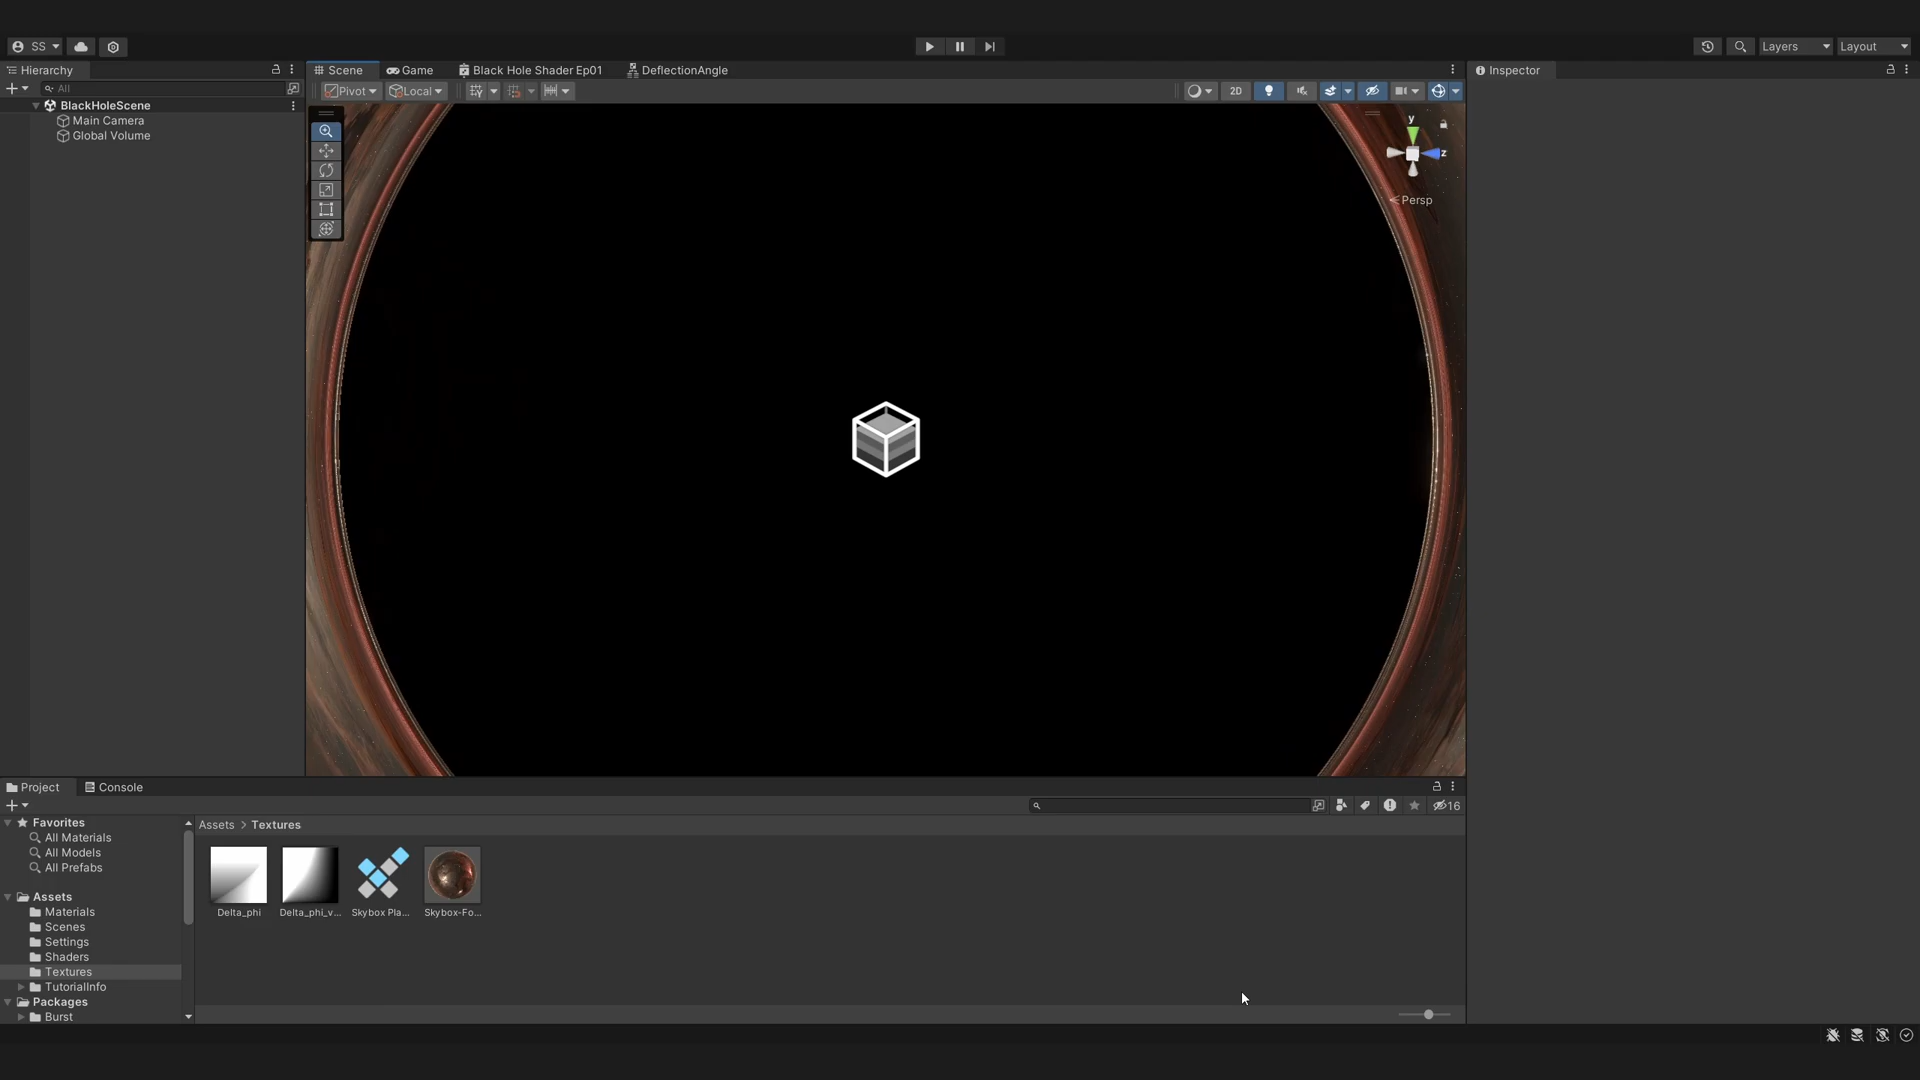 SS
Layers
Layout
Hierarchy
Scene
Game
Black Hole Shader Ep01
DeflectionAngle
Inspector
All
Pivot
Local
2D
BlackHoleScene
Main Camera
Global Volume
y
z
Persp
Project
Console
16
Favorites
All Materials
All Models
All Prefabs
Assets
Materials
Scenes
Settings
Shaders
Textures
TutorialInfo
Packages
Burst
Assets > Textures
Delta_phi
Delta_phi_v...
Skybox Pla...
Skybox-Fo...